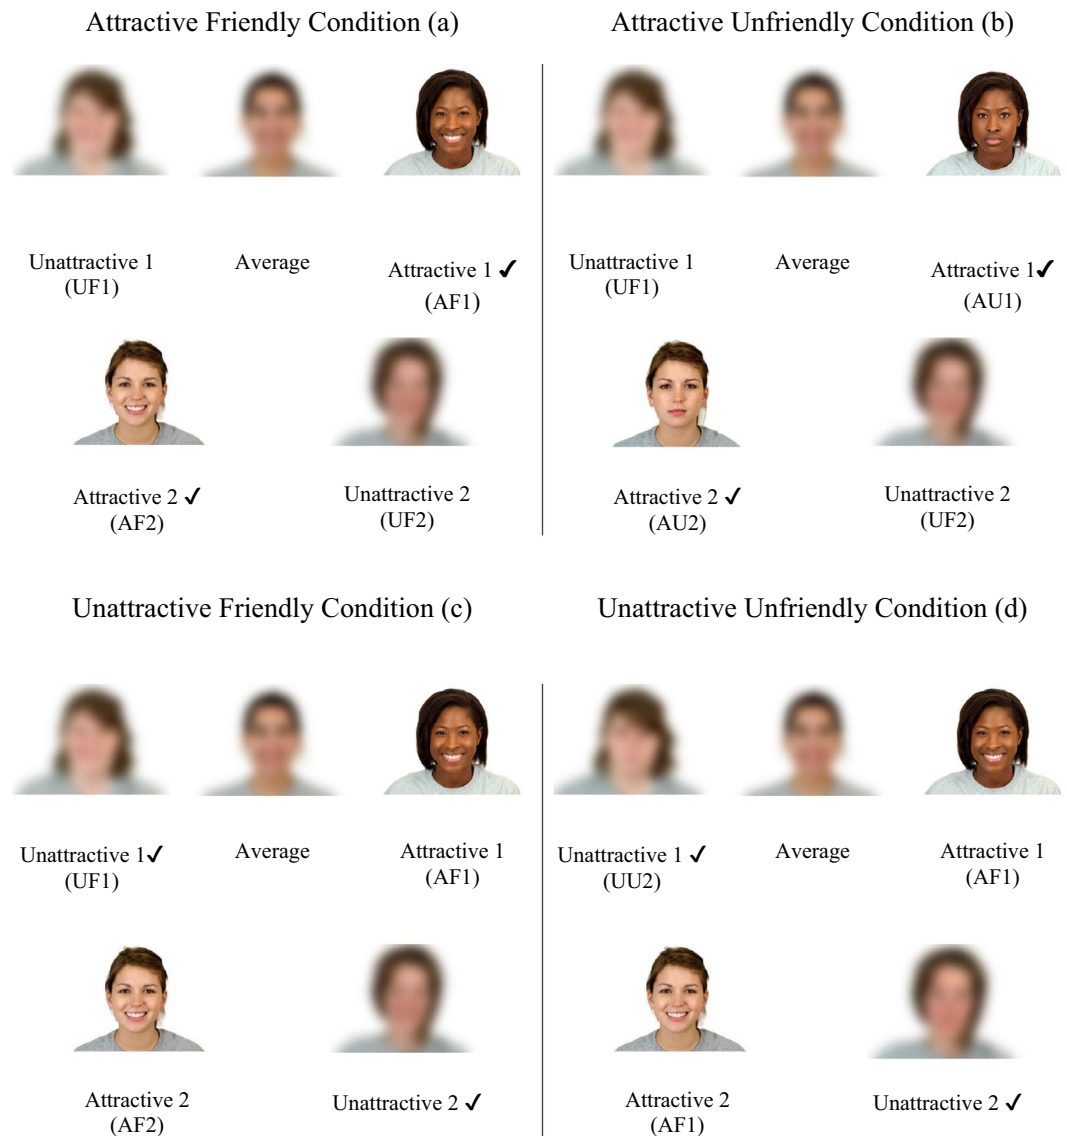 Attractive Friendly Condition (a)
Attractive Unfriendly Condition (b)
Unattractive 1
(UF1)
Average
Attractive 1 ✔
(AF1)
Unattractive 1
(UF1)
Average
Attractive 1✔
(AU1)
Attractive 2 ✔
(AF2)
Unattractive 2
(UF2)
Attractive 2 ✔
(AU2)
Unattractive 2
(UF2)
Unattractive Friendly Condition (c)
Unattractive Unfriendly Condition (d)
Unattractive 1✔
(UF1)
Average
Attractive 1
(AF1)
Unattractive 1 ✔
(UU2)
Average
Attractive 1
(AF1)
Attractive 2
(AF2)
Unattractive 2 ✔
Attractive 2
(AF1)
Unattractive 2 ✔